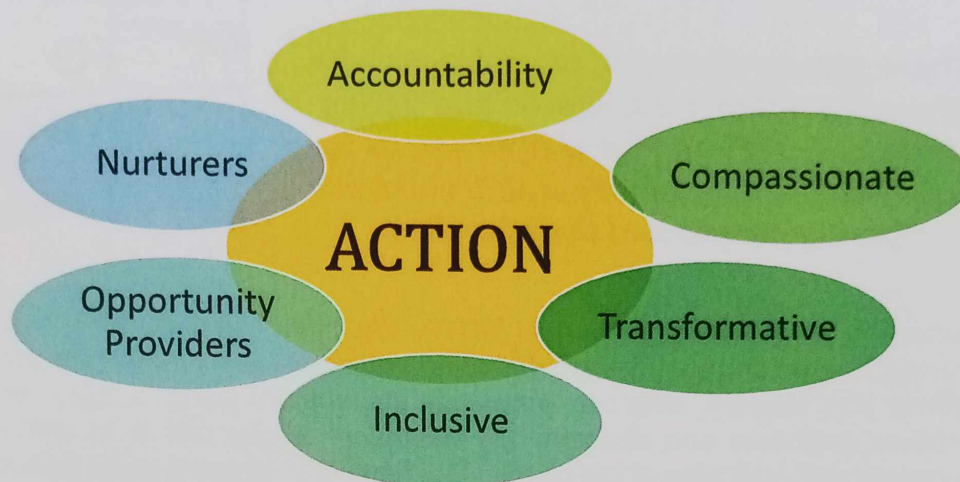 Accountability
Compassionate
Transformative
Inclusive
Opportunity
Providers
Nurturers
ACTION